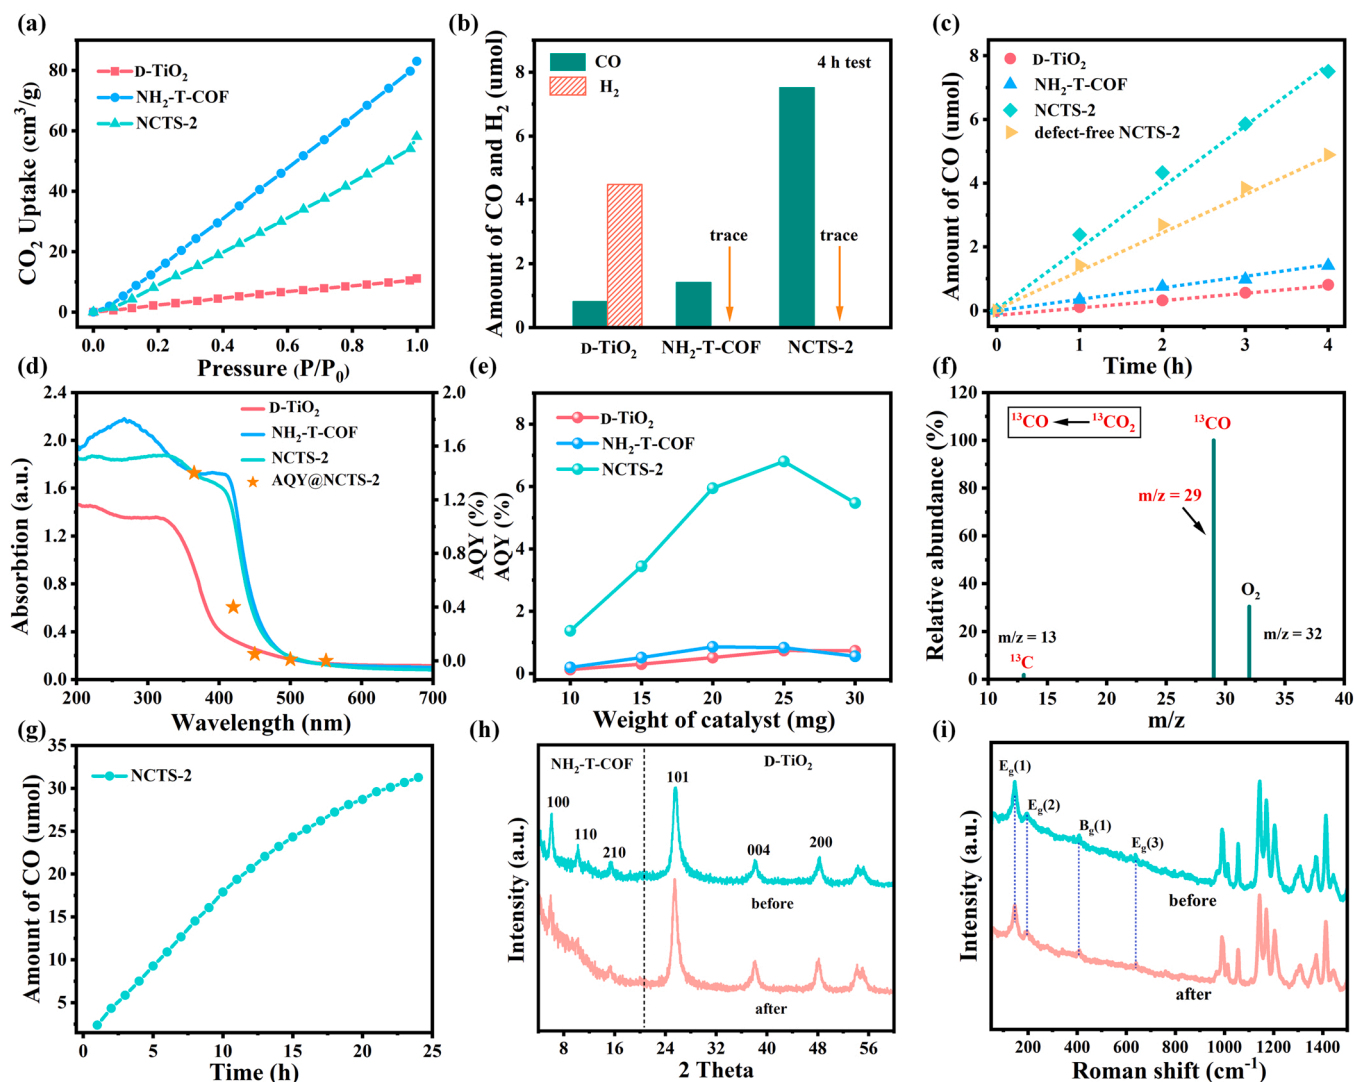 (a)
CO2 Uptake (cm3/g)
80
60
40
20
0
D-TiO2
NH2-T-COF
NCTS-2
0.0 0.2 0.4 0.6 0.8 1.0
Pressure (P/P0)
(b)
Amount of CO and H2 (umol)
8
6
4
2
0
CO
H2
4 h test
trace
trace
D-TiO2 NH2-T-COF NCTS-2
(c)
Amount of CO (umol)
8
6
4
2
0
D-TiO2
NH2-T-COF
NCTS-2
defect-free NCTS-2
0 1 2 3 4
Time (h)
(d)
Absorbtion (a.u.)
2.4
2.0
1.6
1.2
0.8
0.4
0.0
D-TiO2
NH2-T-COF
NCTS-2
AQY@NCTS-2
2.0
1.6
1.2
0.8
0.4
0.0
AQY (%)
200 300 400 500 600 700
Wavelength (nm)
(e)
AQY (%)
8
6
4
2
0
D-TiO2
NH2-T-COF
NCTS-2
10 15 20 25 30
Weight of catalyst (mg)
(f)
Relative abundance (%)
120
100
80
60
40
20
0
13CO 13CO2
13CO
m/z = 29
O2
m/z = 13
m/z = 32
13C
10 15 20 25 30 35 40
m/z
(g)
Amount of CO (umol)
35
30
25
20
15
10
5
NCTS-2
0 5 10 15 20 25
Time (h)
(h)
Intensity (a.u.)
NH2-T-COF
D-TiO2
100
110
210
101
004
200
before
after
8 16 24 32 40 48 56
2 Theta
(i)
Intensity (a.u.)
Eg(1)
Eg(2)
Bg(1)
Eg(3)
before
after
200 400 600 800 1000 1200 1400
Roman shift (cm-1)